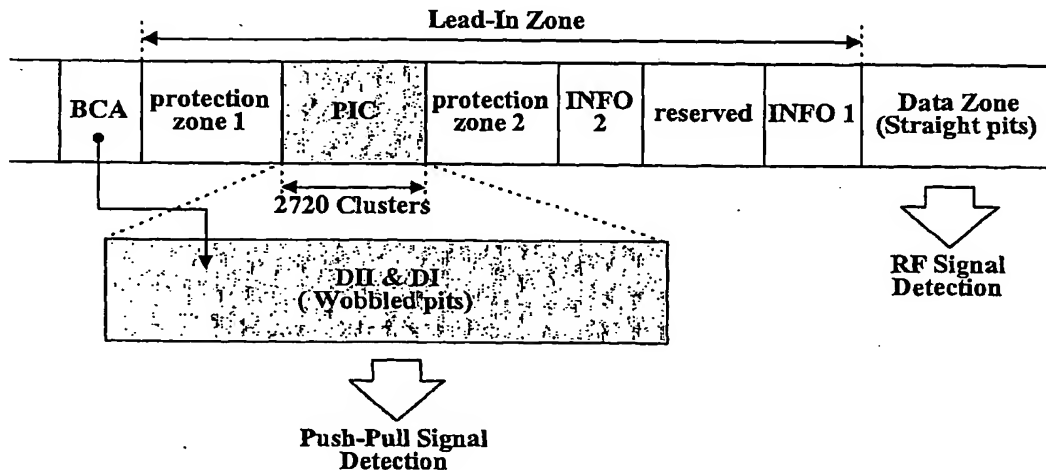 Lead-In Zone
BCA
protection
zone 1
PIC
protection
zone 2
INFO
2
reserved
INFO 1
Data Zone
(Straight pits)
2720 Clusters
DII & DI
( Wobbled pits)
RF Signal
Detection
Push-Pull Signal
Detection